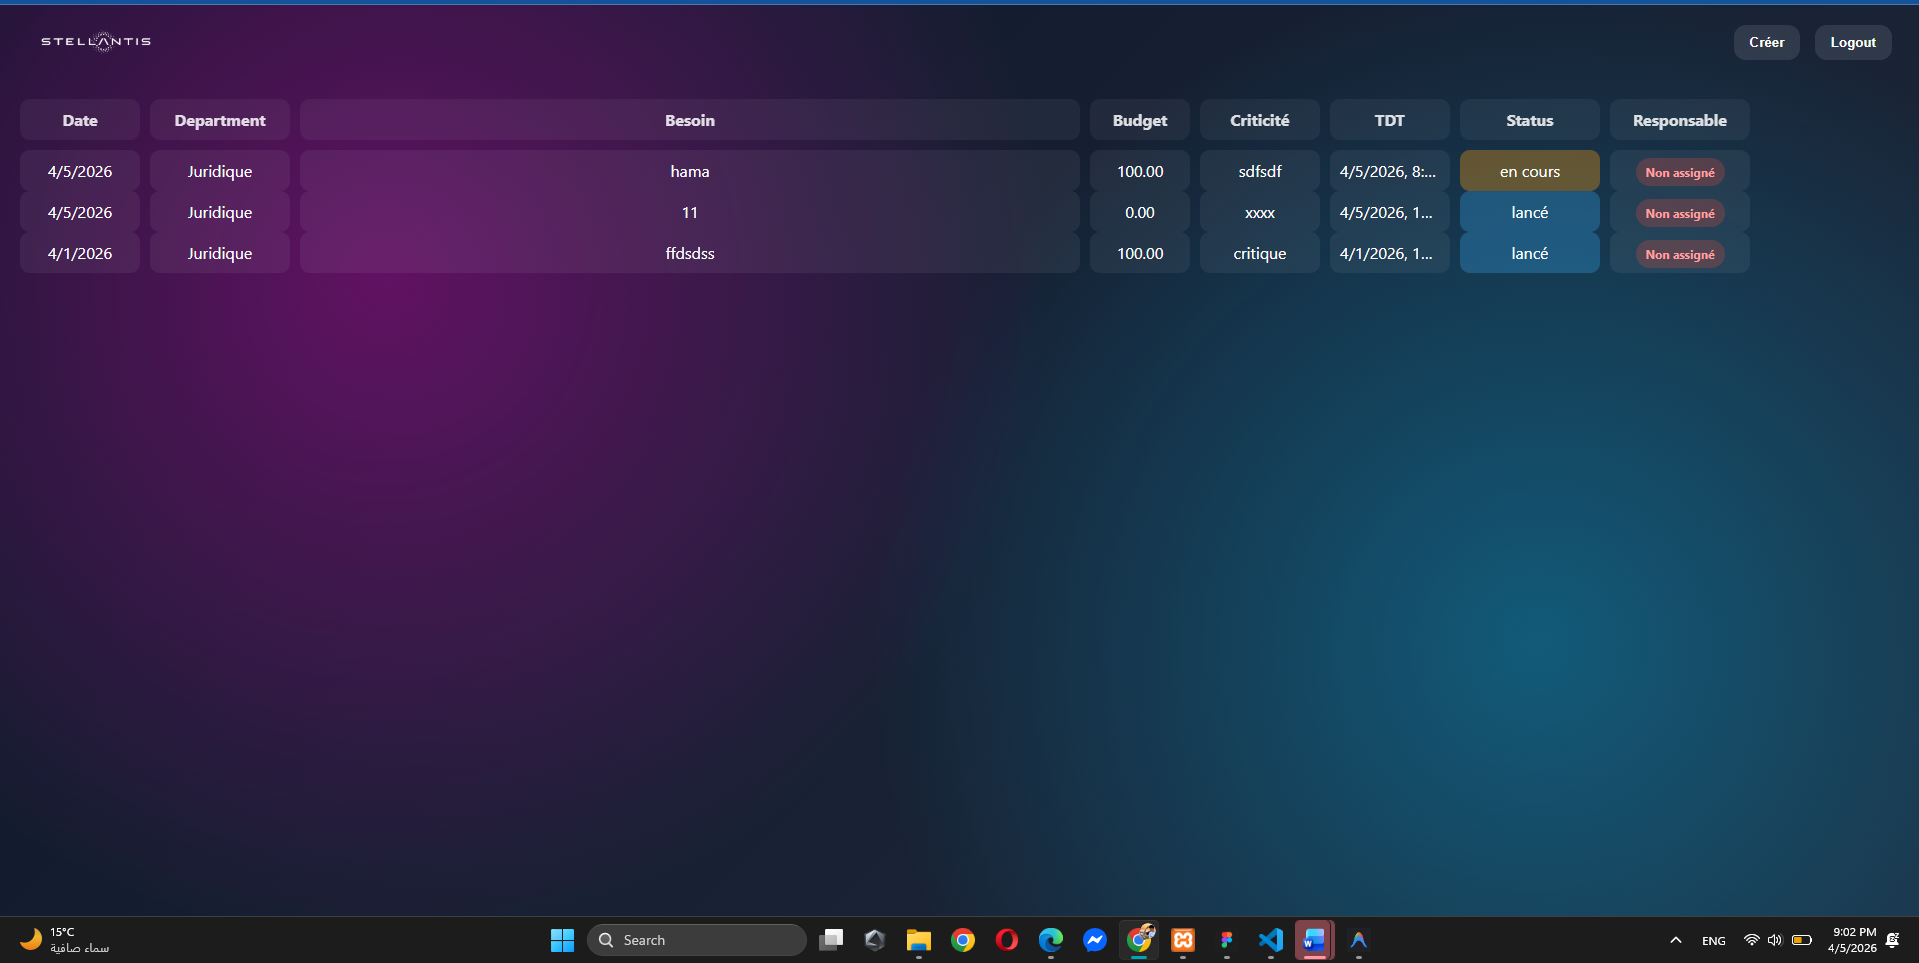 STELLANTIS
Créer
Logout
Date Department Besoin Budget Criticité TDT Status Responsable
4/5/2026 Juridique hama 100.00 sdfsdf 4/5/2026, 8:... en cours Non assigné
4/5/2026 Juridique 11 0.00 xxxx 4/5/2026, 1... lancé Non assigné
4/1/2026 Juridique ffdsdss 100.00 critique 4/1/2026, 1... lancé Non assigné
15°C
سماء صافية
Search
ENG
9:02 PM
4/5/2026